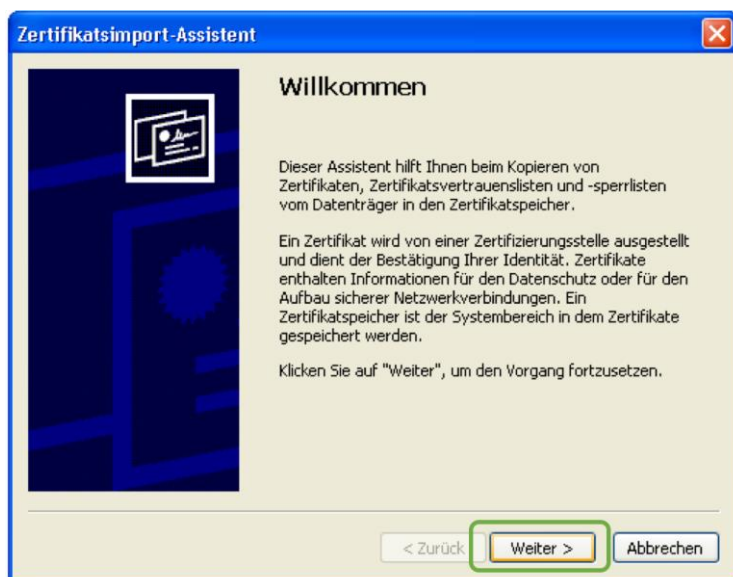 Zertifikatsimport-Assistent
Willkommen
Dieser Assistent hilft Ihnen beim Kopieren von
Zertifikaten, Zertifikatsvertrauenslisten und -sperrlisten
vom Datenträger in den Zertifikatspeicher.
Ein Zertifikat wird von einer Zertifizierungsstelle ausgestellt
und dient der Bestätigung Ihrer Identität. Zertifikate
enthalten Informationen für den Datenschutz oder für den
Aufbau sicherer Netzwerkverbindungen. Ein
Zertifikatspeicher ist der Systembereich in dem Zertifikate
gespeichert werden.
Klicken Sie auf "Weiter", um den Vorgang fortzusetzen.
< Zurück Weiter > Abbrechen